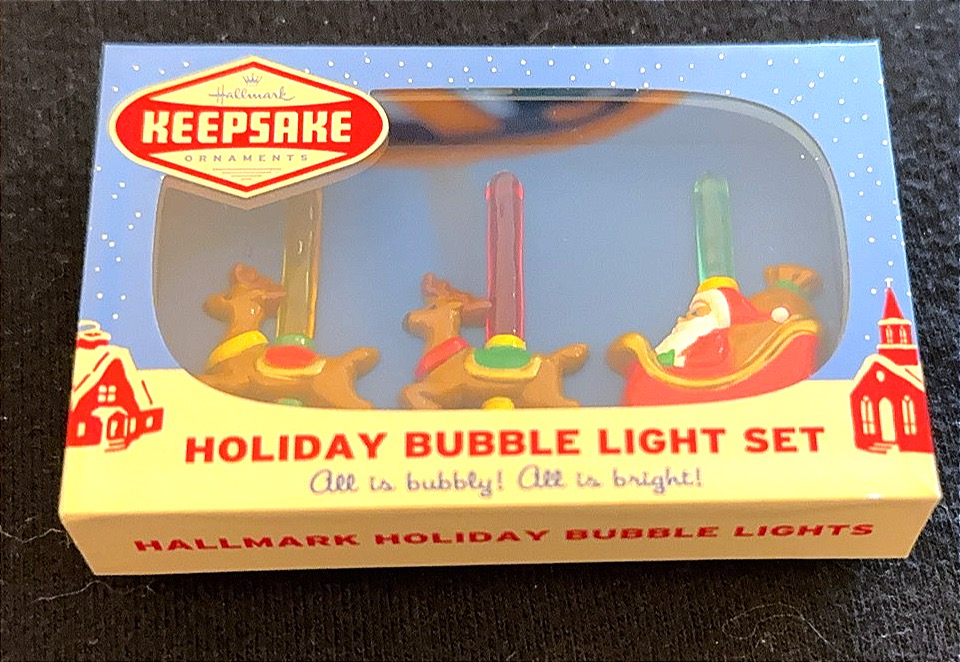 Hallmark
KEEPSAKE
ORNAMENTS
HOLIDAY BUBBLE LIGHT SET
All is bubbly! All is bright!
HALLMARK HOLIDAY BUBBLE LIGHTS